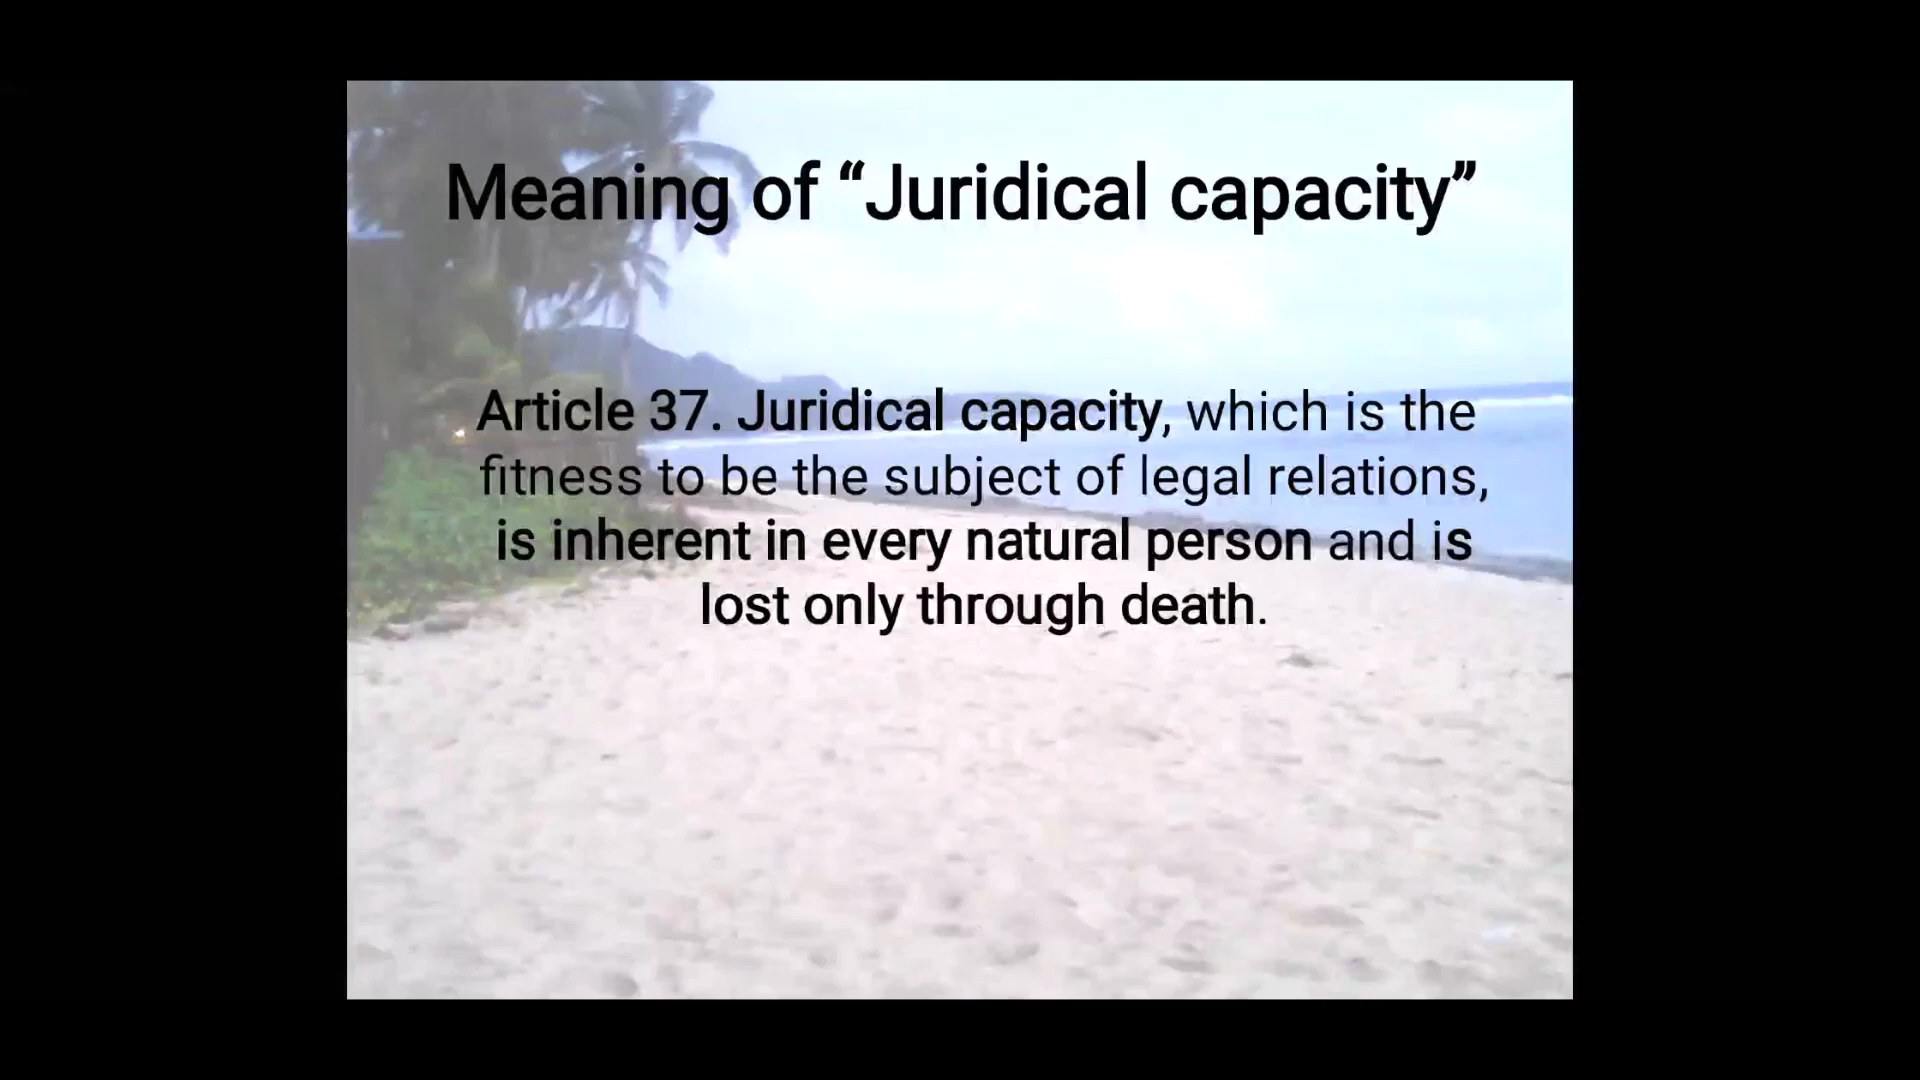 Meaning of “Juridical capacity”
Article 37. Juridical capacity, which is the
fitness to be the subject of legal relations,
is inherent in every natural person and is
lost only through death.